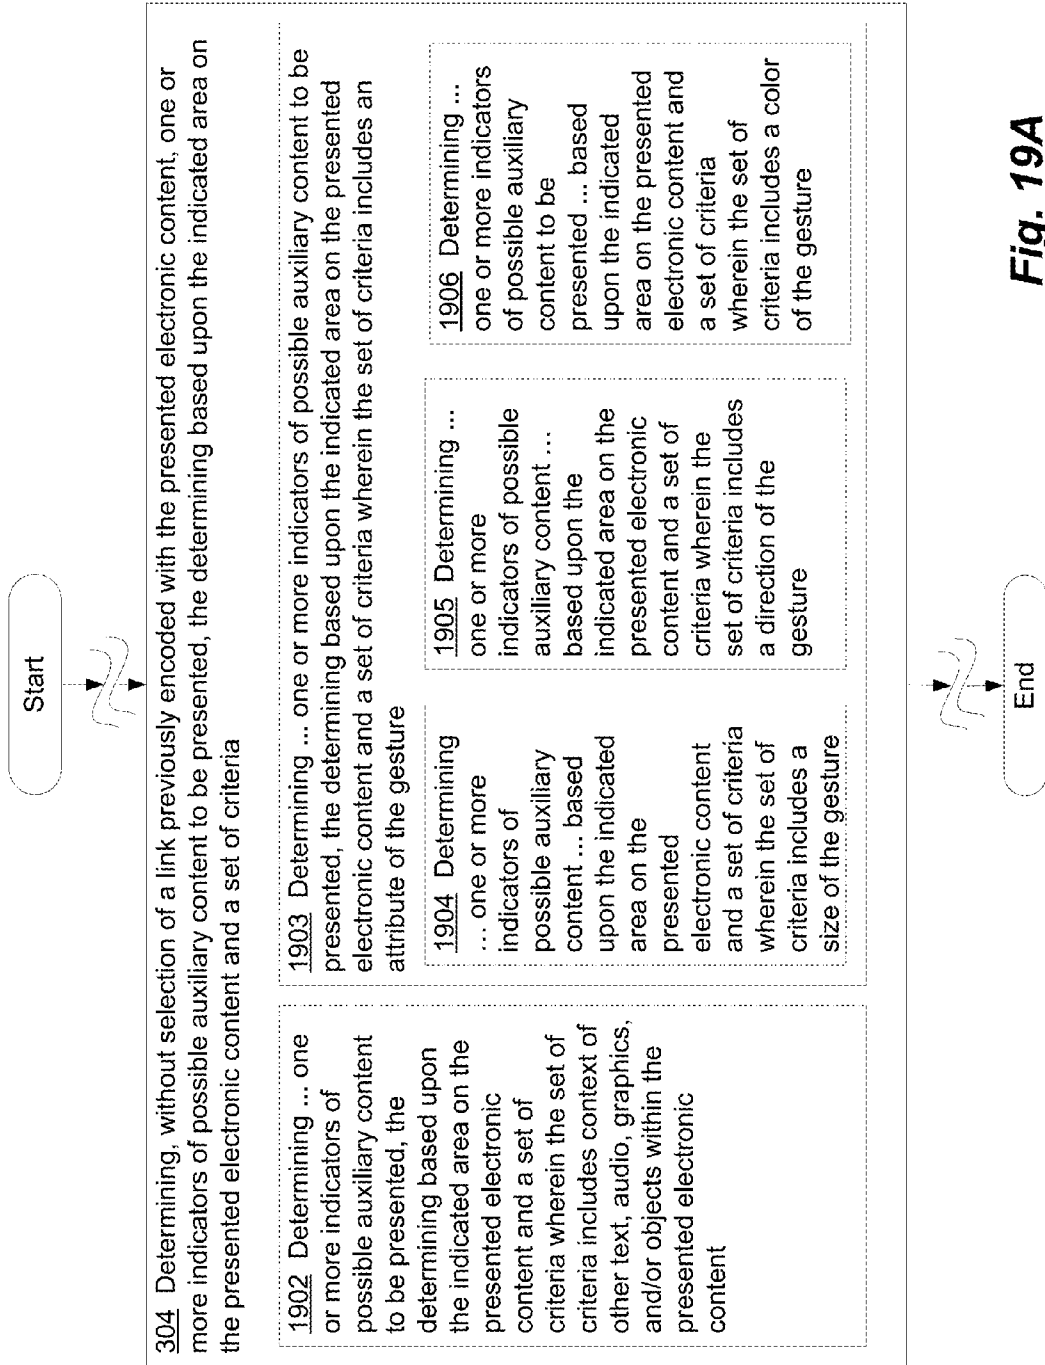 Start
304 Determining, without selection of a link previously encoded with the presented electronic content, one or
more indicators of possible auxiliary content to be presented, the determining based upon the indicated area on
the presented electronic content and a set of criteria
1902 Determining ... one
or more indicators of
possible auxiliary content
to be presented, the
determining based upon
the indicated area on the
presented electronic
content and a set of
criteria wherein the set of
criteria includes context of
other text, audio, graphics,
and/or objects within the
presented electronic
content
1903 Determining ... one or more indicators of possible auxiliary content to be
presented, the determining based upon the indicated area on the presented
electronic content and a set of criteria wherein the set of criteria includes an
attribute of the gesture
1904 Determining
... one or more
indicators of
possible auxiliary
content ... based
upon the indicated
area on the
presented
electronic content
and a set of criteria
wherein the set of
criteria includes a
size of the gesture
1905 Determining ...
one or more
indicators of possible
auxiliary content ...
based upon the
indicated area on the
presented electronic
content and a set of
criteria wherein the
set of criteria includes
a direction of the
gesture
1906 Determining ...
one or more indicators
of possible auxiliary
content to be
presented ... based
upon the indicated
area on the presented
electronic content and
a set of criteria
wherein the set of
criteria includes a color
of the gesture
End
Fig. 19A